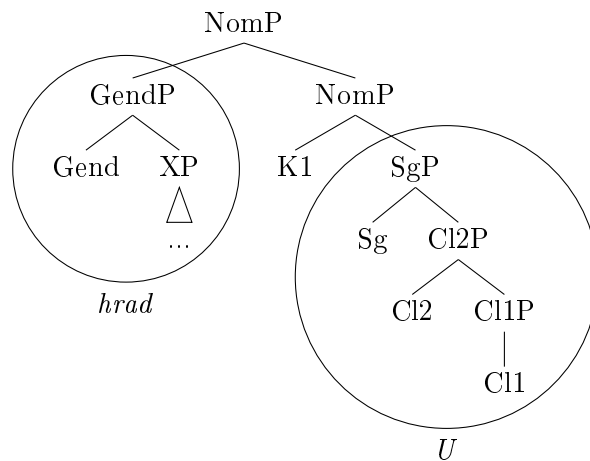 NomP
GendP NomP
Gend XP K1 SgP
... Sg Cl2P
hrad Cl2 Cl1P
Cl1
U